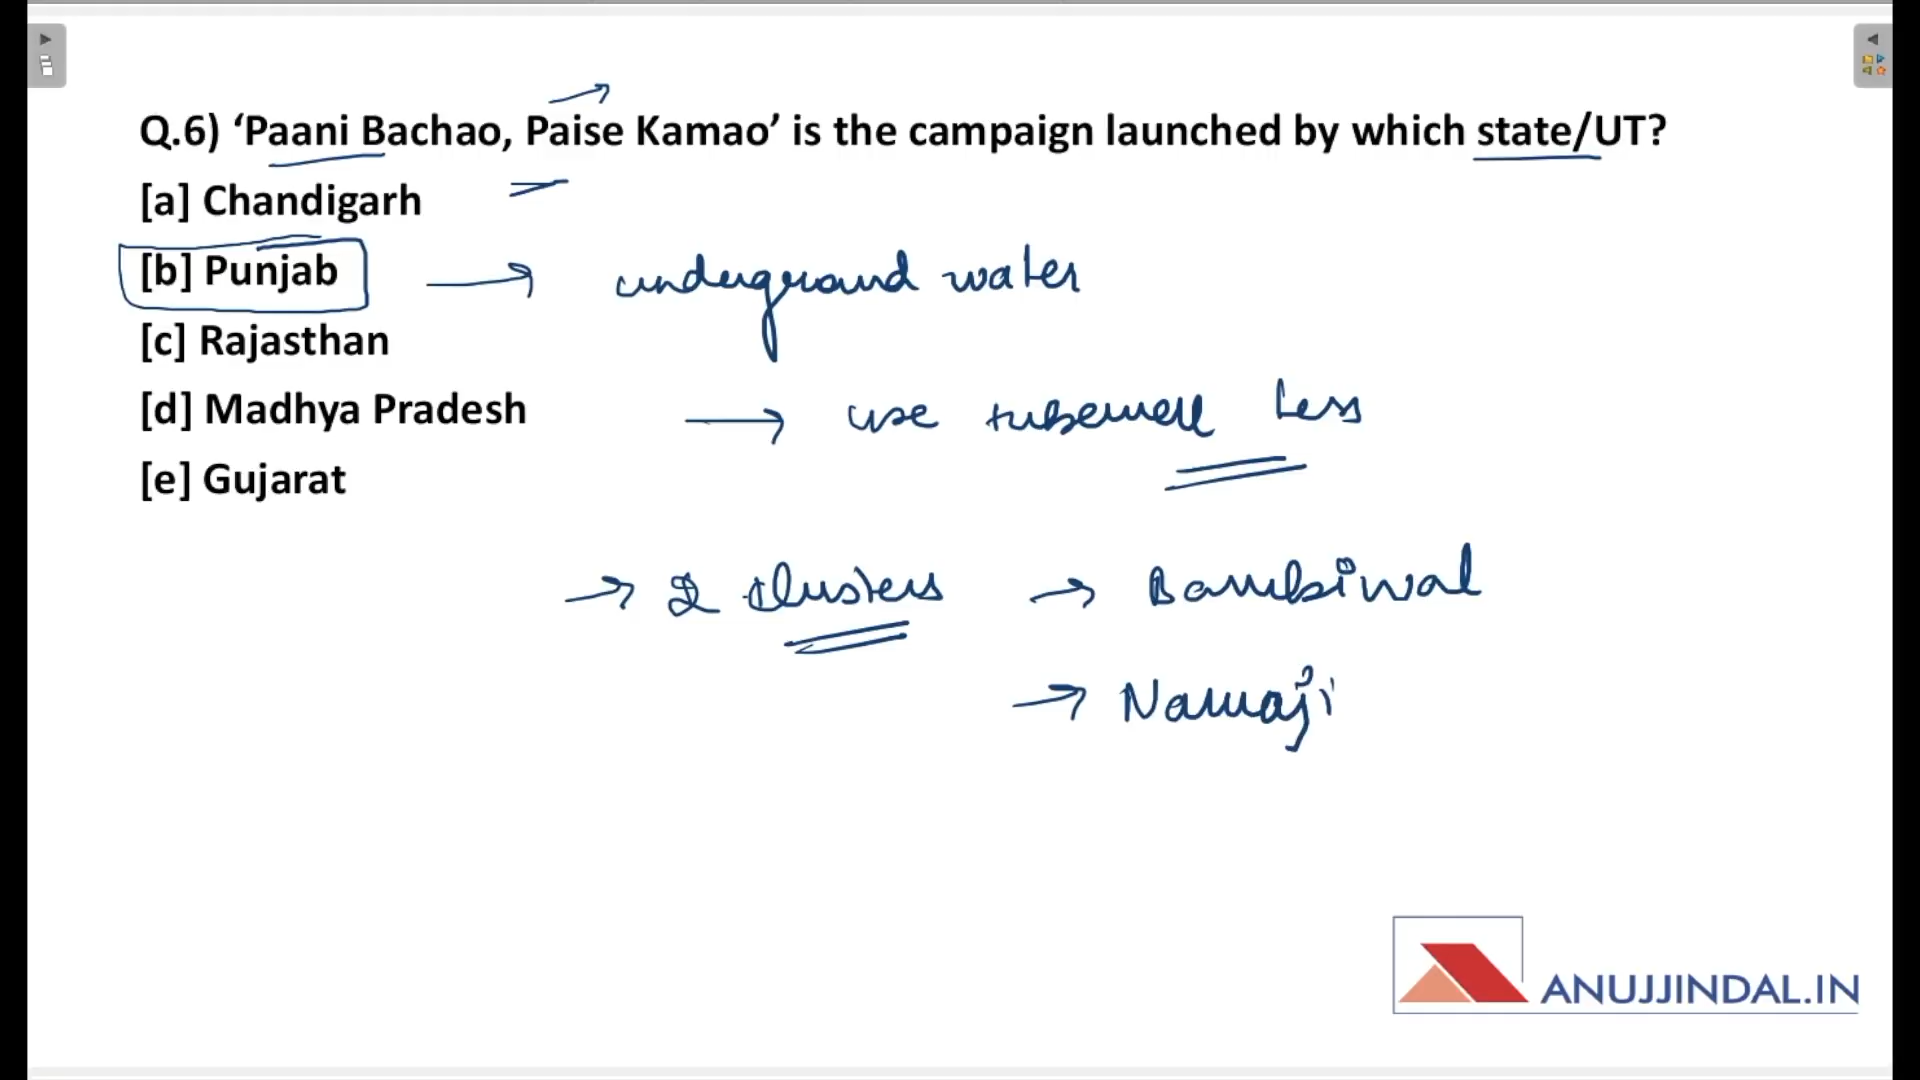 Q.6) ‘Paani Bachao, Paise Kamao’ is the campaign launched by which state/UT?
[a] Chandigarh
[b] Punjab → underground water
[c] Rajasthan
[d] Madhya Pradesh → use tubewell less
[e] Gujarat
→ 2 clusters → Bambiwal
→ Nawaji
ANUJJINDAL.IN